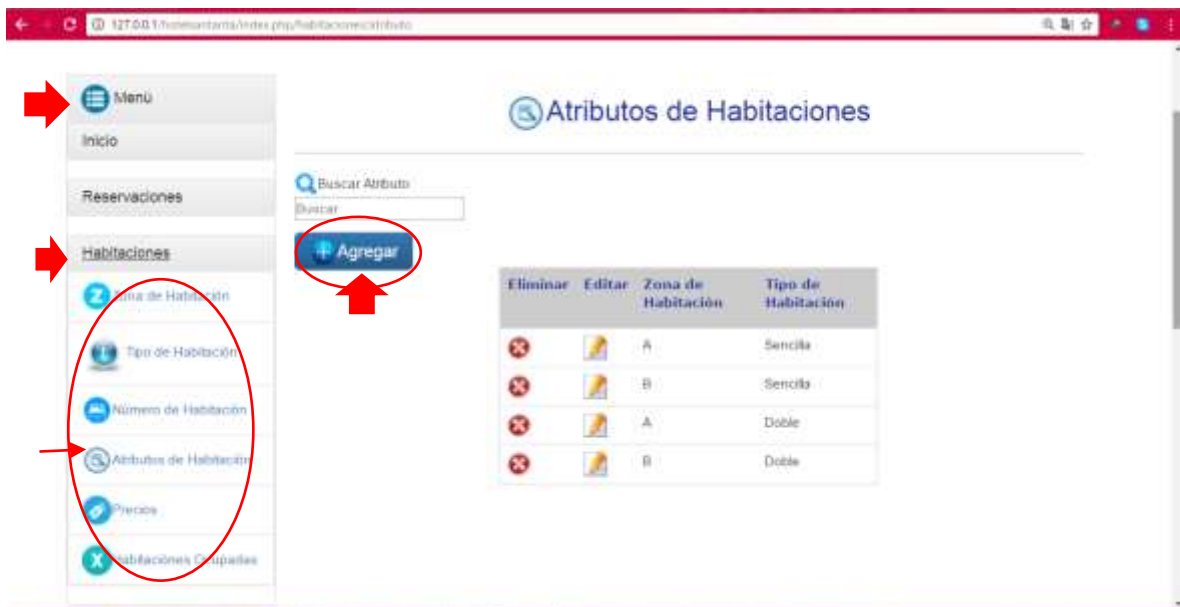 127.0.0.1/hotelsantarita/index.php/habitaciones/atributo
Menú
Inicio
Reservaciones
Habitaciones
Zona de Habitación
Tipo de Habitación
Número de Habitación
Atributos de Habitación
Precios
Habitaciónes Ocupadas
Atributos de Habitaciones
Buscar Atributo
Buscar
Agregar
Eliminar Editar Zona de Habitación Tipo de Habitación
A Sencilla
B Sencilla
A Doble
B Doble